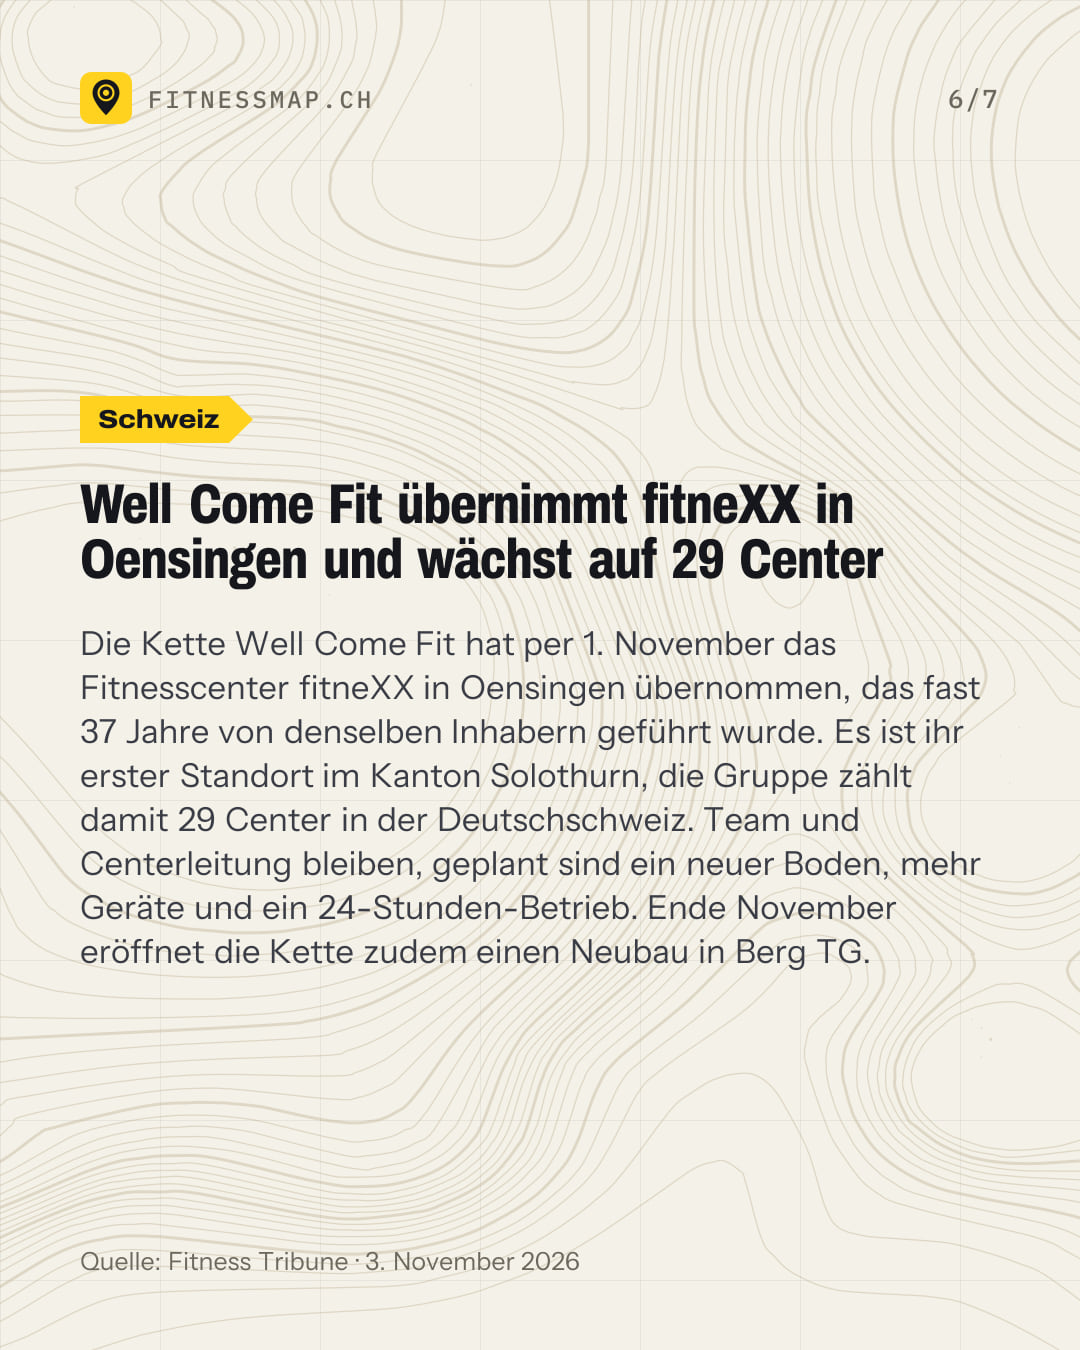 FITNESSMAP.CH
6/7
Schweiz
Well Come Fit übernimmt fitneXX in
Oensingen und wächst auf 29 Center
Die Kette Well Come Fit hat per 1. November das
Fitnesscenter fitneXX in Oensingen übernommen, das fast
37 Jahre von denselben Inhabern geführt wurde. Es ist ihr
erster Standort im Kanton Solothurn, die Gruppe zählt
damit 29 Center in der Deutschschweiz. Team und
Centerleitung bleiben, geplant sind ein neuer Boden, mehr
Geräte und ein 24-Stunden-Betrieb. Ende November
eröffnet die Kette zudem einen Neubau in Berg TG.
Quelle: Fitness Tribune · 3. November 2026